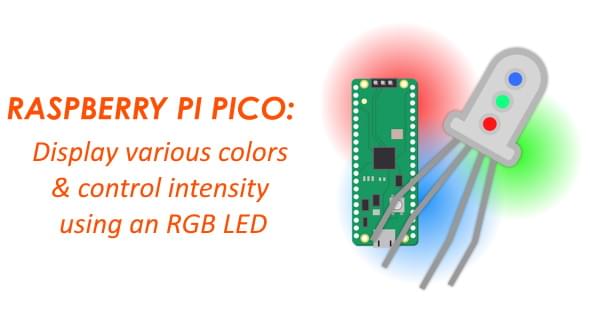 RASPBERRY PI PICO:
Display various colors
& control intensity
using an RGB LED